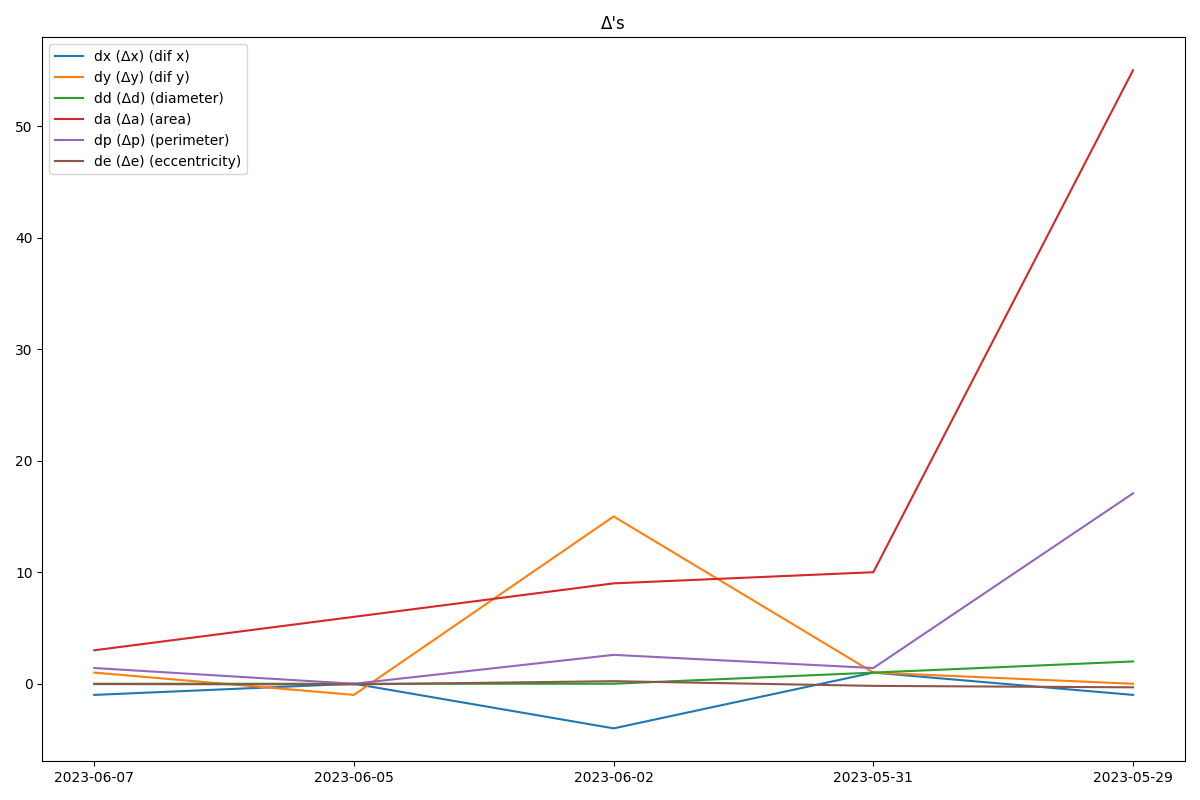 Δ's
dx (Δx) (dif x)
dy (Δy) (dif y)
dd (Δd) (diameter)
da (Δa) (area)
dp (Δp) (perimeter)
de (Δe) (eccentricity)
50
40
30
20
10
0
2023-06-07 2023-06-05 2023-06-02 2023-05-31 2023-05-29